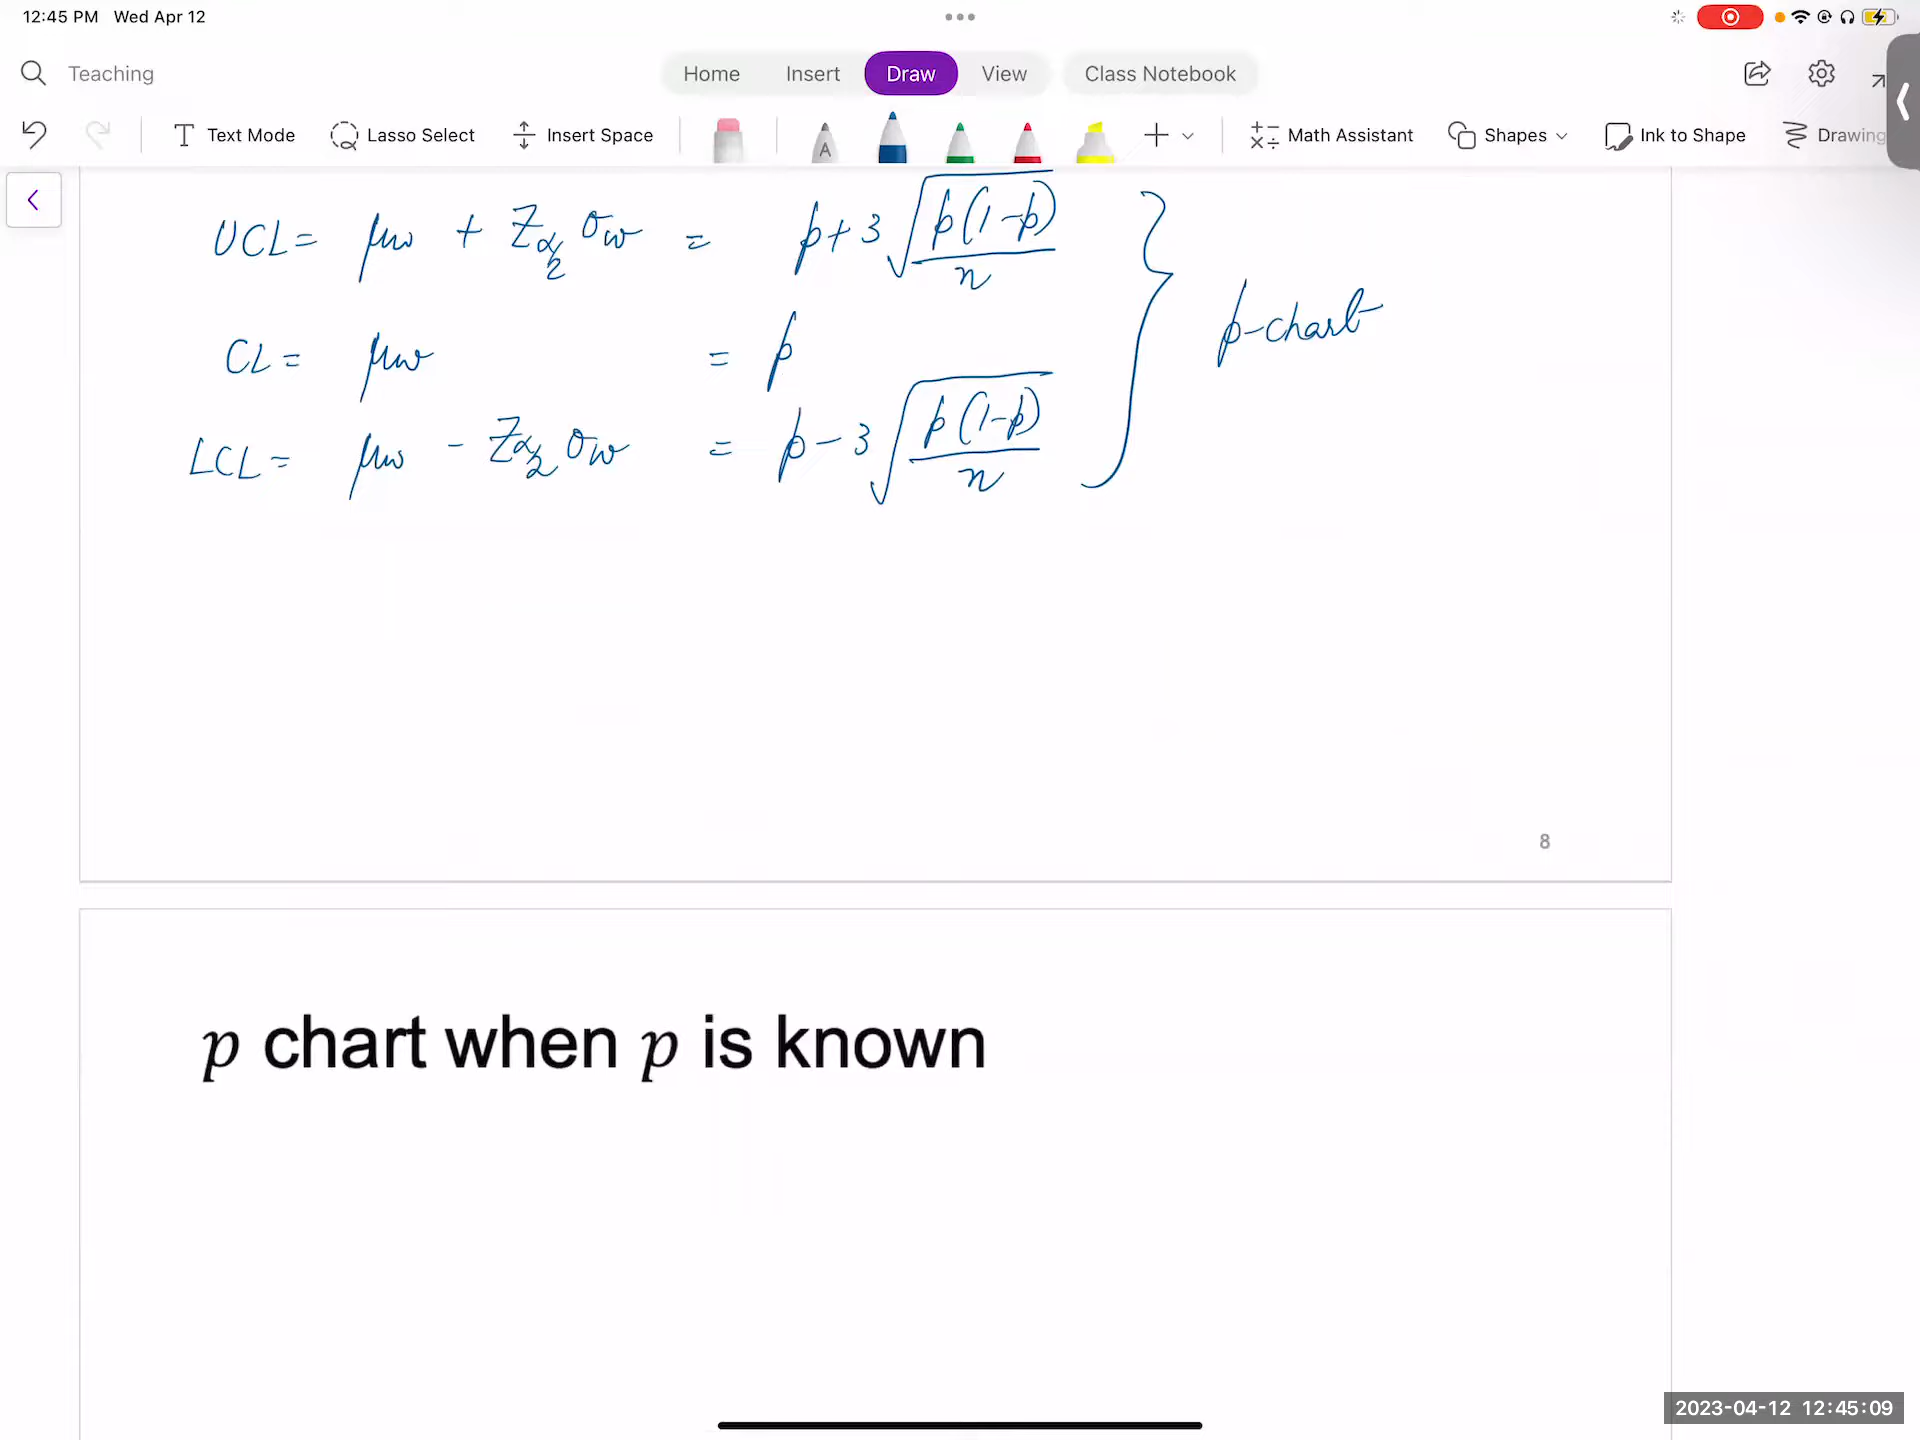 12:45 PM Wed Apr 12
Teaching
Home Insert Draw View Class Notebook
Text Mode Lasso Select Insert Space A Math Assistant Shapes Ink to Shape Drawing
UCL = μw + Zα/2 σw = p + 3 √(p(1-p)/n)
CL = μw = p
p-chart
LCL = μw - Zα/2 σw = p - 3 √(p(1-p)/n)
8
p chart when p is known
2023-04-12 12:45:09